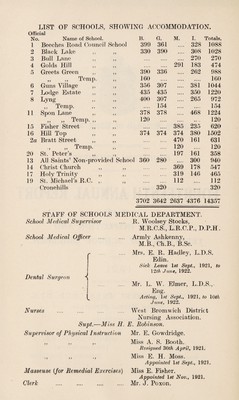 LIST OF SCHOOLS, SHOWING ACCOMMODATION.
Official
No. Name of School. B. G. M. I. Totals.
1 Beeches Road Council School 399 361 ... 328 1088
2 Black Lake „ „ 330 390 ... 308 1028
3 Bull Lane „ „ ... ... ... 270 270
4 Golds Hill „ „ ... ... 291 183 474
5 Greets Green „ „ 390 336 ... 262 988
„ „ Temp. 160 ... ... ... 160
6 Guns Village „ „ 356 307 ... 381 1044
7 Lodge Estate „ „ 435 435 ... 350 1220
8 Lyng „ „ 400 307 ... 265 972
„ Temp. ... 154 ... ... 154
11 Spon Lane „ „ 378 378 ... 368 1124
„ „ Temp. „ 120 ... ... ... 120
15 Fisher Street „ „ ... ... 385 235 620
16 Hill Top „ „ 374 374 374 380 1502
2a Bratt Street „ „ ... ... 470 161 631
„ Temp. ... ... 120 ... 120
20 St. Peter's „ „ ... ... 197 161 358
13 All Saints' Non-provided School 360 280 ... 300 940
14 Christ Church „ „ ... ... 369 178 547
17 Holy Trinity „ „ ... ... 319 146 465
19 St. Michael's R.C. „ ... ... 112 ... 112
Cronehills ... 320 ... ... 320
3702 3642 2637 4376 14357
STAFF OF SCHOOLS MEDICAL DEPARTMENT.
School Medical Supervisor ... R. Woolsey Stocks,
M.R.C.S., L.R.C.P., D.P.H.
School Medical Officer ... Army Ashkenny,
M.B., Ch.B., B.Sc.
Dental Surgeon
Mrs. E. R. Hadley, L.D.S.
Edin.
Sick Leave 1st Sept., 1921, to
12th June, 1922.
Mr. L. W. Elmer, L.D.S.,
Eng.
Acting, 1st Sept., 1921, to 10th
June, 1922.
Nurses ... West Bromwich District
Nursing Association.
Supt.—Miss H. E. Robinson.
Supervisor of Physical Instruction Mr. E. Gowdridge.
„ „ „ Miss A. S. Booth.
Resigned 30th April, 1921.
„ „ „ Miss E. H. Moss.
Appointed 1st Sept., 1921.
Masseuse (for Remedial Exercises) Miss E. Fisher.
Appointed 1st Nov., 1921.
Clerk ... Mr. J. Poxon.